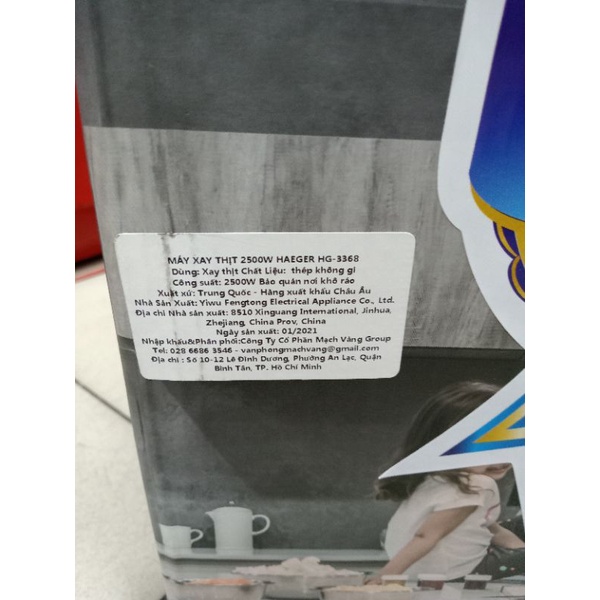 MÁY XAY THỊT 2500W HAEGER HG-3368
Dùng: Xay thịt Chất Liệu: thép không gỉ
Công suất: 2500W Bảo quản nơi khô ráo
Xuất xứ: Trung Quốc - Hàng xuất khẩu Châu Âu
Nhà Sản Xuất: Yiwu Fengtong Electrical Appliance Co., Ltd.
Địa chỉ Nhà sản xuất: 8510 Xinguang International, Jinhua,
Zhejiang, China Prov, China
Ngày sản xuất: 01/2021
Nhập khẩu&Phân phối:Công Ty Cổ Phần Mạch Vàng Group
Tel: 028 6686 3546 - vanphongmachvang@gmail.com
Địa chỉ : Số 10-12 Lê Đình Dương, Phường An Lạc, Quận
Bình Tân, TP. Hồ Chí Minh